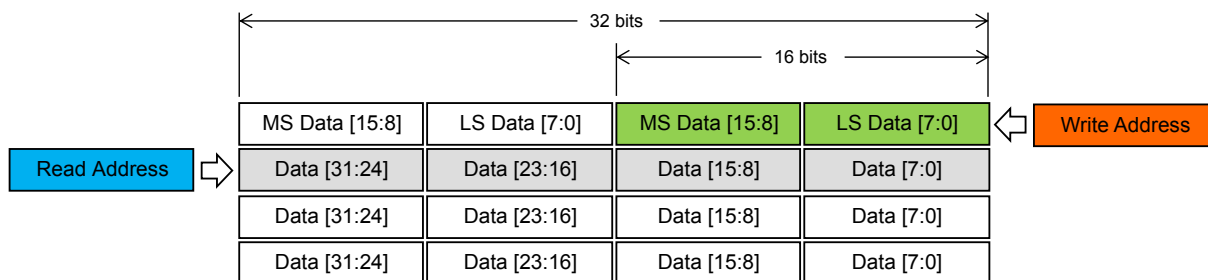 32 bits
16 bits
MS Data [15:8] LS Data [7:0] MS Data [15:8] LS Data [7:0] Write Address
Read Address Data [31:24] Data [23:16] Data [15:8] Data [7:0]
Data [31:24] Data [23:16] Data [15:8] Data [7:0]
Data [31:24] Data [23:16] Data [15:8] Data [7:0]